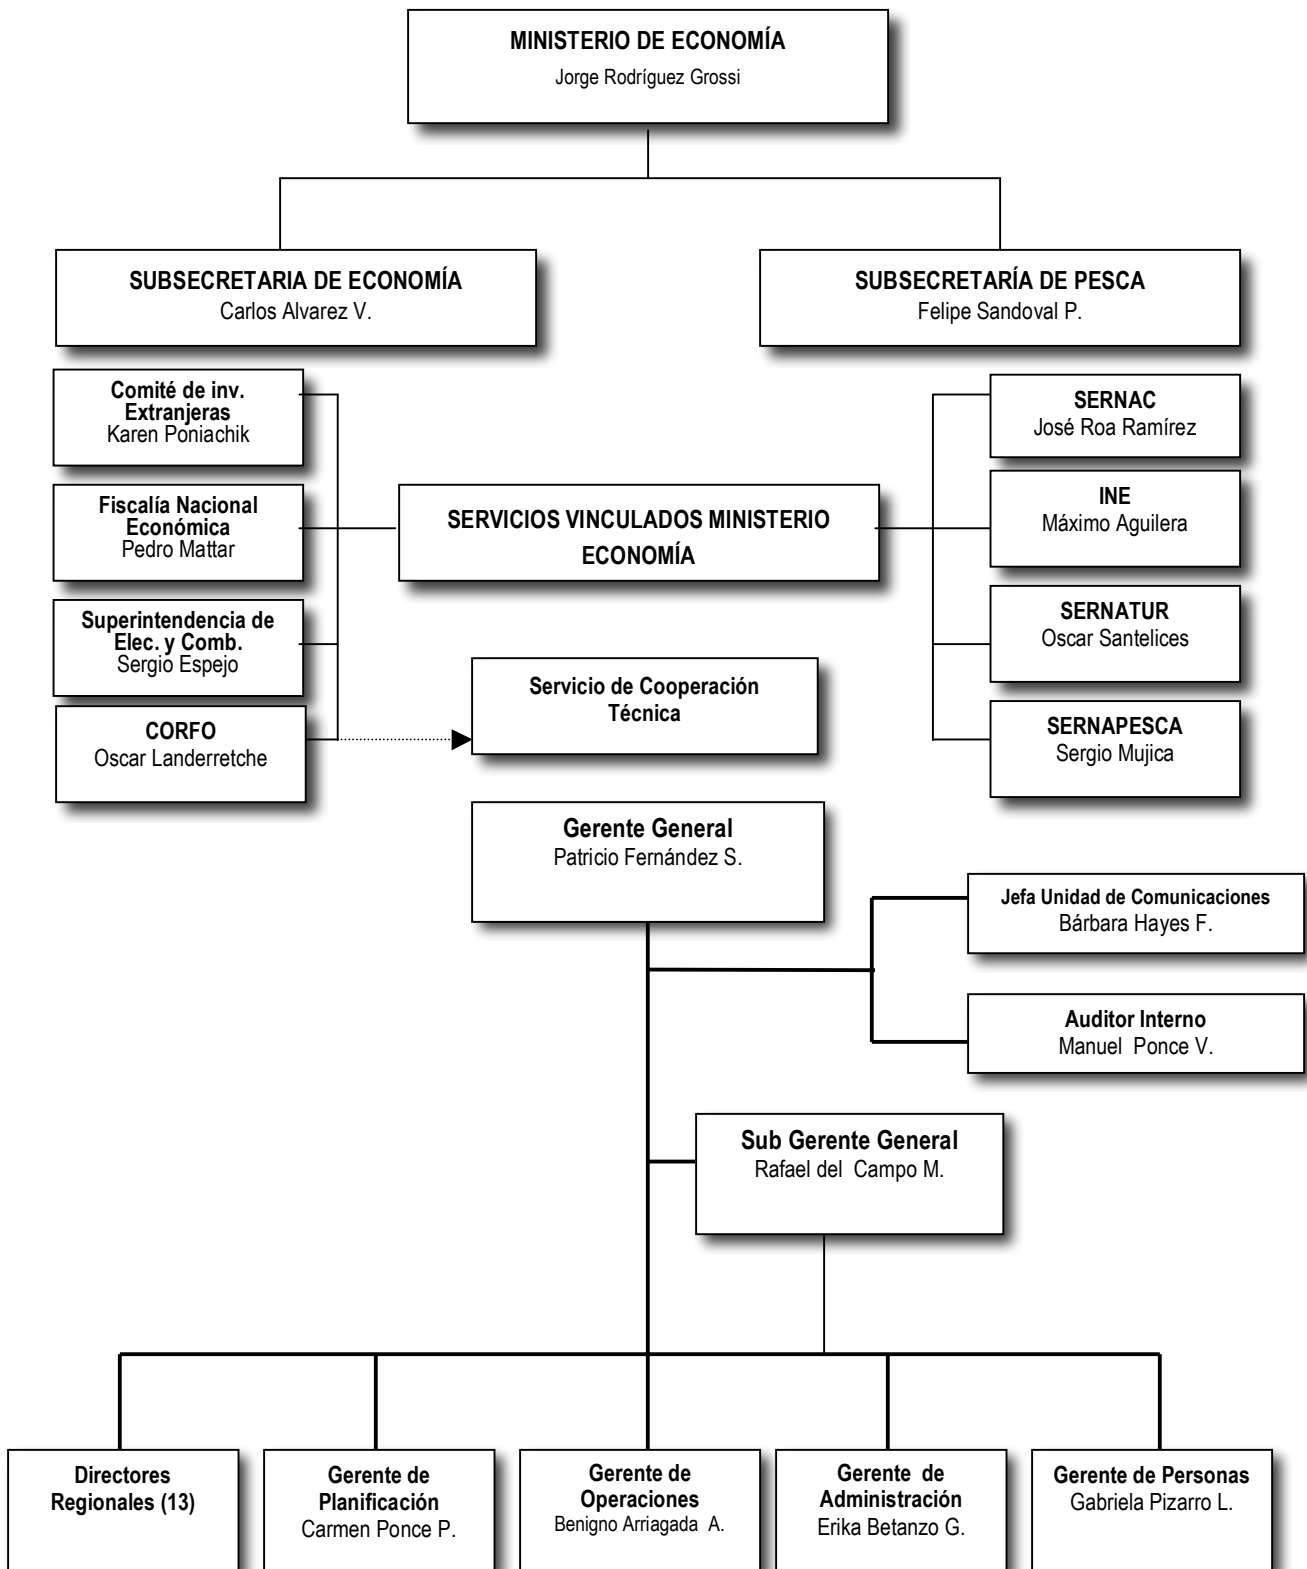 MINISTERIO DE ECONOMÍA
Jorge Rodríguez Grossi
SUBSECRETARIA DE ECONOMÍA
Carlos Alvarez V.
SUBSECRETARÍA DE PESCA
Felipe Sandoval P.
Comité de inv.
Extranjeras
Karen Poniachik
Fiscalía Nacional
Económica
Pedro Mattar
Superintendencia de
Elec. y Comb.
Sergio Espejo
CORFO
Oscar Landerretche
SERVICIOS VINCULADOS MINISTERIO
ECONOMÍA
SERNAC
José Roa Ramírez
INE
Máximo Aguilera
SERNATUR
Oscar Santelices
SERNAPESCA
Sergio Mujica
Servicio de Cooperación
Técnica
Gerente General
Patricio Fernández S.
Jefa Unidad de Comunicaciones
Bárbara Hayes F.
Auditor Interno
Manuel Ponce V.
Sub Gerente General
Rafael del Campo M.
Directores
Regionales (13)
Gerente de
Planificación
Carmen Ponce P.
Gerente de
Operaciones
Benigno Arriagada A.
Gerente de
Administración
Erika Betanzo G.
Gerente de Personas
Gabriela Pizarro L.